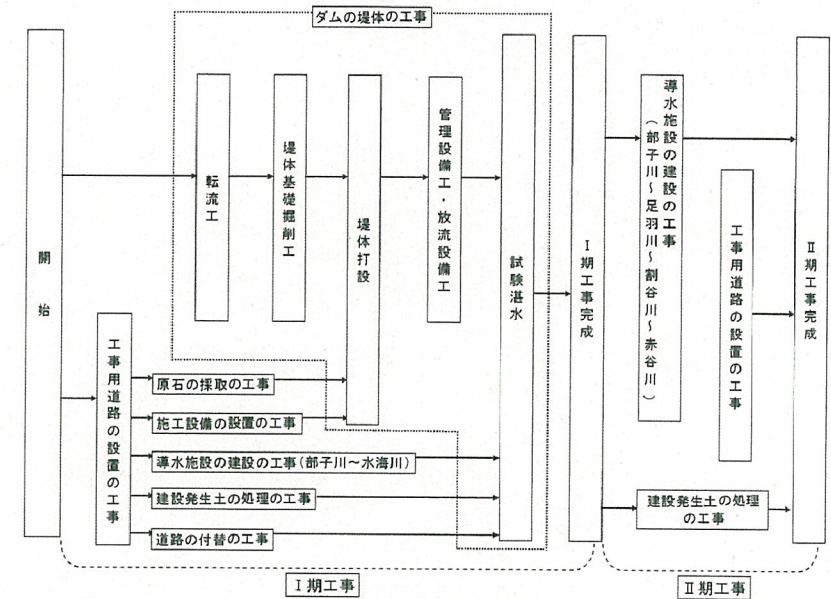 ダムの堤体の工事
開始
転流工
堤体基礎掘削工
堤体打設
管理設備工・放流設備工
試験湛水
工事用道路の設置の工事
原石の採取の工事
施工設備の設置の工事
導水施設の建設の工事(部子川～水海川)
建設発生土の処理の工事
道路の付替の工事
Ⅰ期工事完成
導水施設の建設の工事
(部子川～足羽川～割谷川～赤谷川)
工事用道路の設置の工事
建設発生土の処理
の工事
Ⅱ期工事完成
Ⅰ期工事
Ⅱ期工事